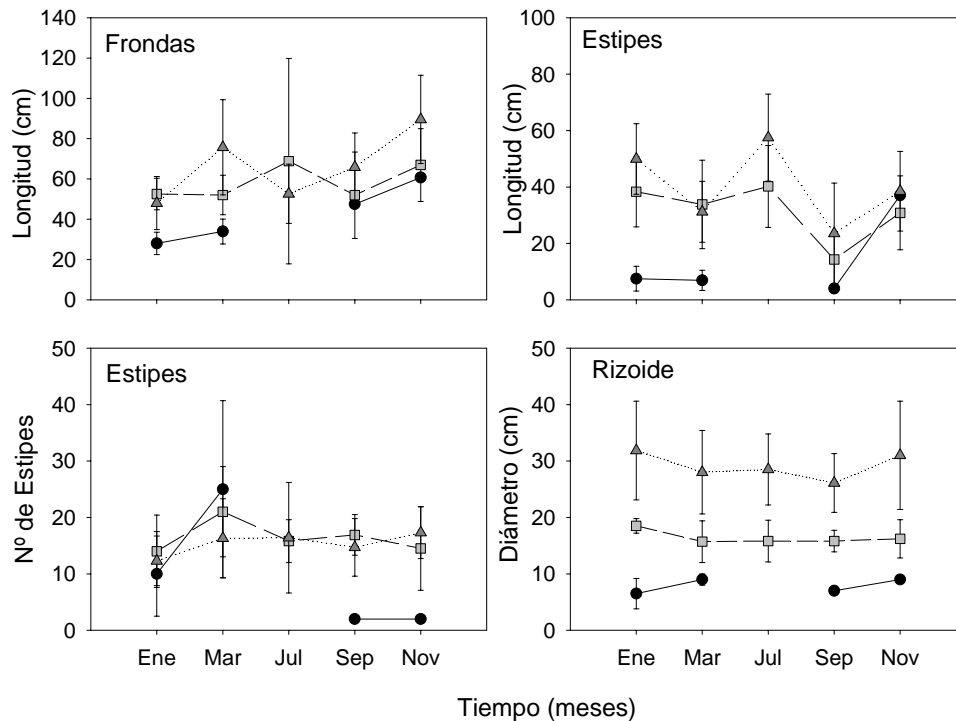 Frondas
Longitud (cm)
140
120
100
80
60
40
20
0
Estipes
Longitud (cm)
100
80
60
40
20
0
Estipes
Nº de Estipes
50
40
30
20
10
0
Ene Mar Jul Sep Nov
Rizoide
Diámetro (cm)
50
40
30
20
10
0
Ene Mar Jul Sep Nov
Tiempo (meses)